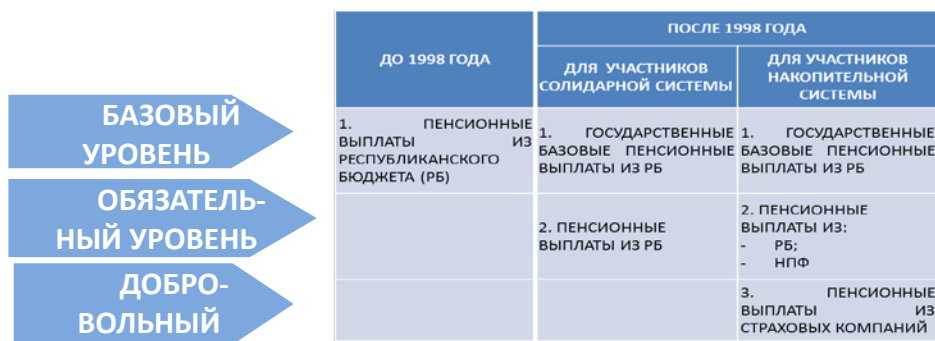 ДО 1998 ГОДА
ПОСЛЕ 1998 ГОДА
ДЛЯ УЧАСТНИКОВ
СОЛИДАРНОЙ СИСТЕМЫ
ДЛЯ УЧАСТНИКОВ
НАКОПИТЕЛЬНОЙ
СИСТЕМЫ
БАЗОВЫЙ
УРОВЕНЬ
1. ПЕНСИОННЫЕ
ВЫПЛАТЫ ИЗ
РЕСПУБЛИКАНСКОГО
БЮДЖЕТА (РБ)
1. ГОСУДАРСТВЕННЫЕ
БАЗОВЫЕ ПЕНСИОННЫЕ
ВЫПЛАТЫ ИЗ РБ
1. ГОСУДАРСТВЕННЫЕ
БАЗОВЫЕ ПЕНСИОННЫЕ
ВЫПЛАТЫ ИЗ РБ
ОБЯЗАТЕЛЬ-
НЫЙ УРОВЕНЬ
2. ПЕНСИОННЫЕ
ВЫПЛАТЫ ИЗ РБ
2. ПЕНСИОННЫЕ
ВЫПЛАТЫ ИЗ:
- РБ;
- НПФ
ДОБРО-
ВОЛЬНЫЙ
3. ПЕНСИОННЫЕ
ВЫПЛАТЫ ИЗ
СТРАХОВЫХ КОМПАНИЙ